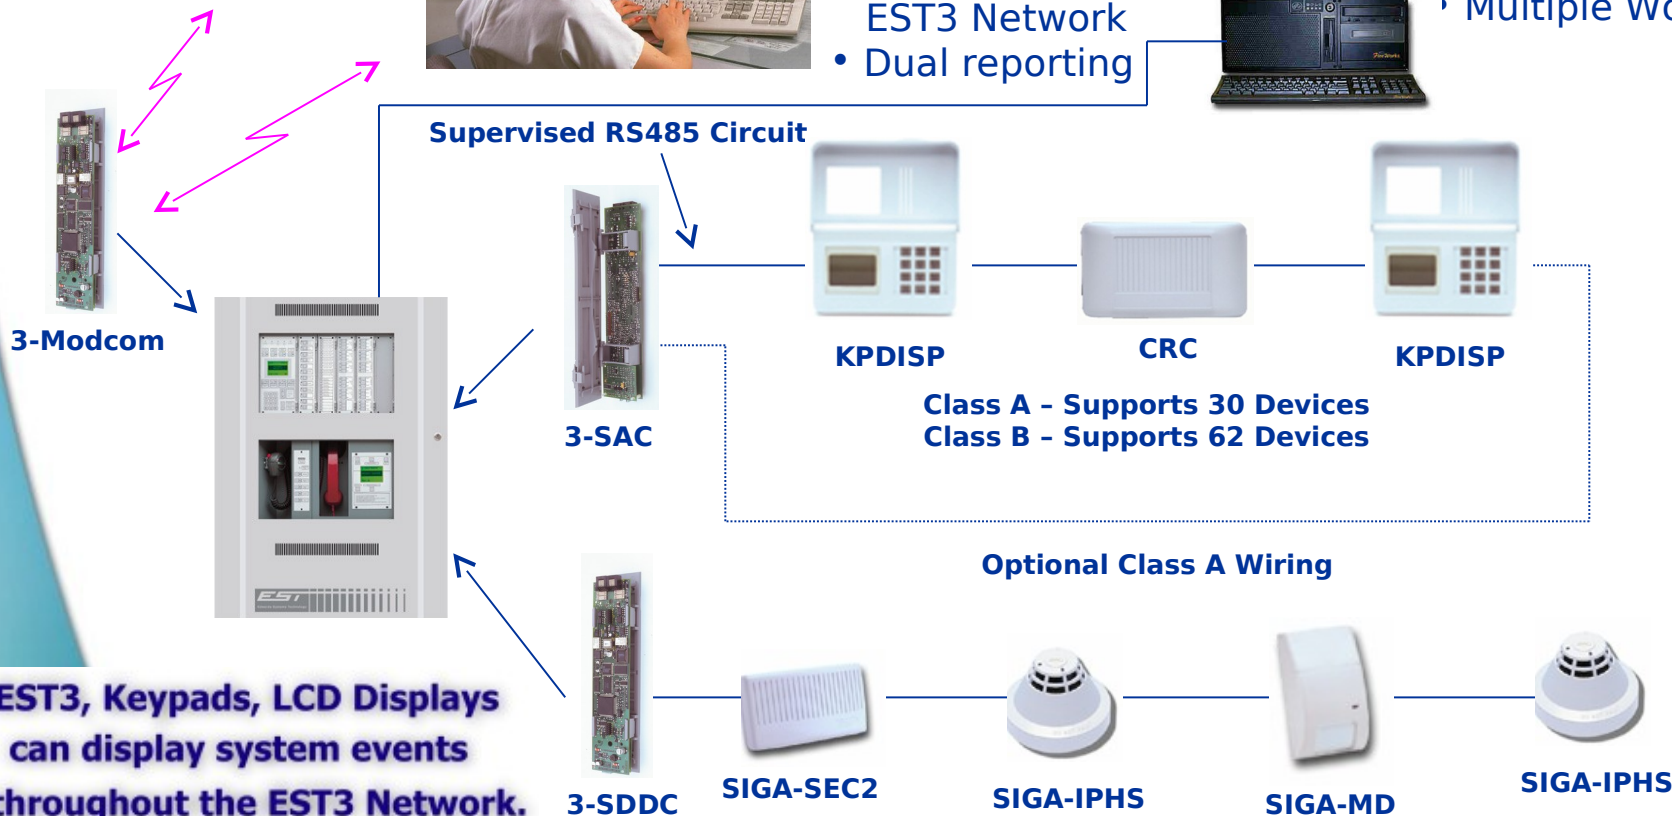 EST3 Network
• Multiple
• Dual reporting
Supervised RS485 Circuit
3-Modcom
KPDISP
CRC
KPDISP
Class A – Supports 30 Devices
Class B – Supports 62 Devices
3-SAC
EST
Optional Class A Wiring
EST3, Keypads, LCD Displays
can display system events
throughout the EST3 Network.
3-SDDC
SIGA-SEC2
SIGA-IPHS
SIGA-MD
SIGA-IPHS